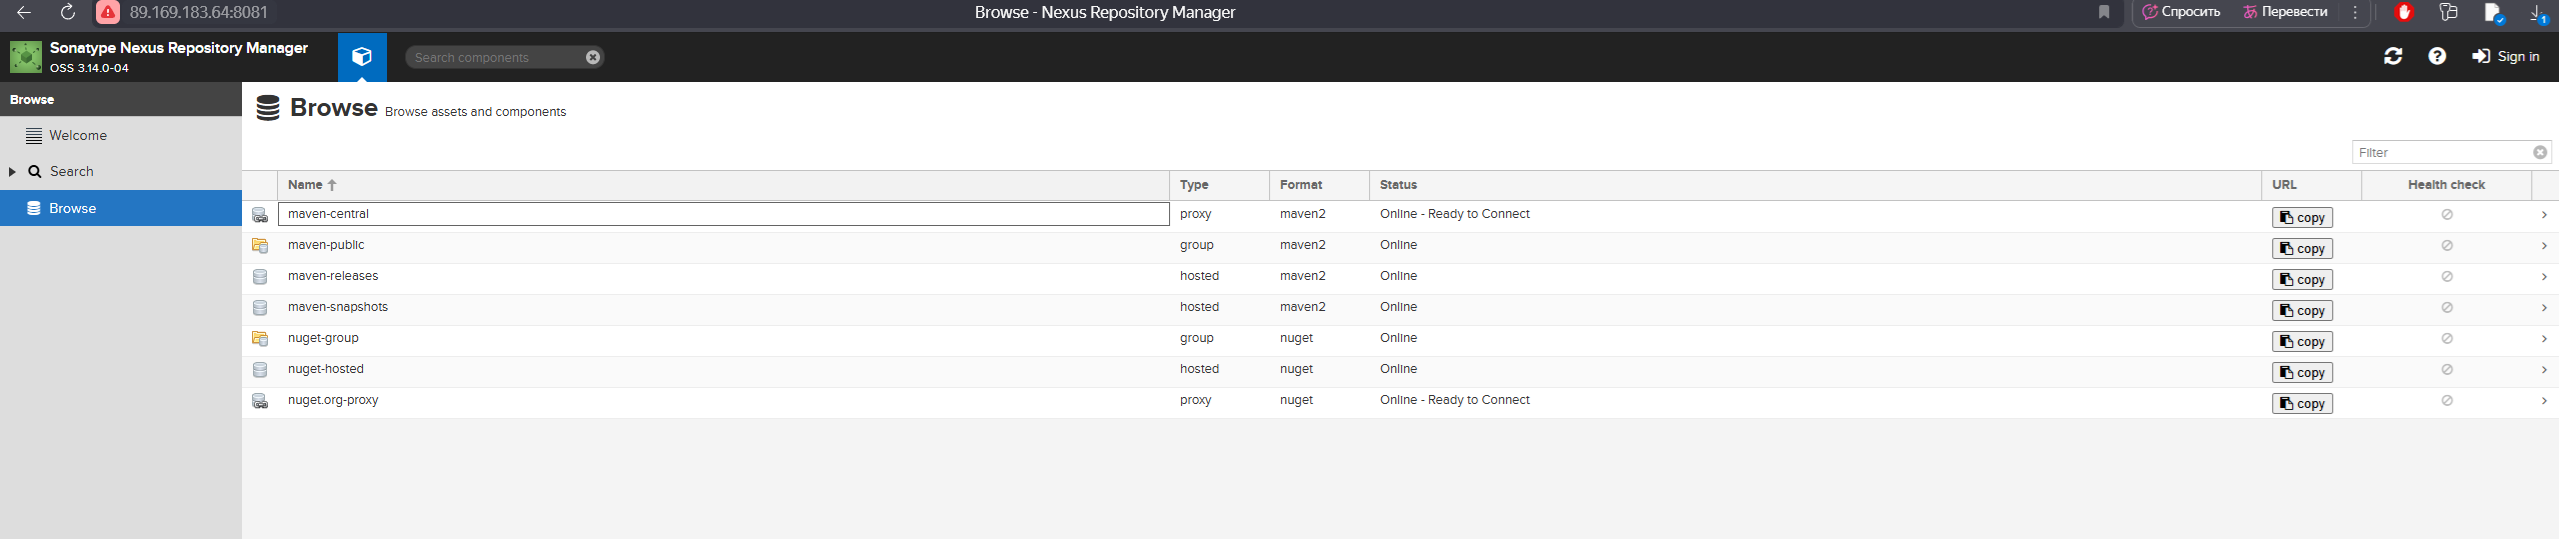 89.169.183.64:8081
Browse - Nexus Repository Manager
Спросить
Перевести
1
Sonatype Nexus Repository Manager
OSS 3.14.0-04
Search components
Sign in
Browse
Welcome
Search
Browse
Browse Browse assets and components
Filter
Name Type Format Status URL Health check
maven-central proxy maven2 Online - Ready to Connect copy
maven-public group maven2 Online copy
maven-releases hosted maven2 Online copy
maven-snapshots hosted maven2 Online copy
nuget-group group nuget Online copy
nuget-hosted hosted nuget Online copy
nuget.org-proxy proxy nuget Online - Ready to Connect copy